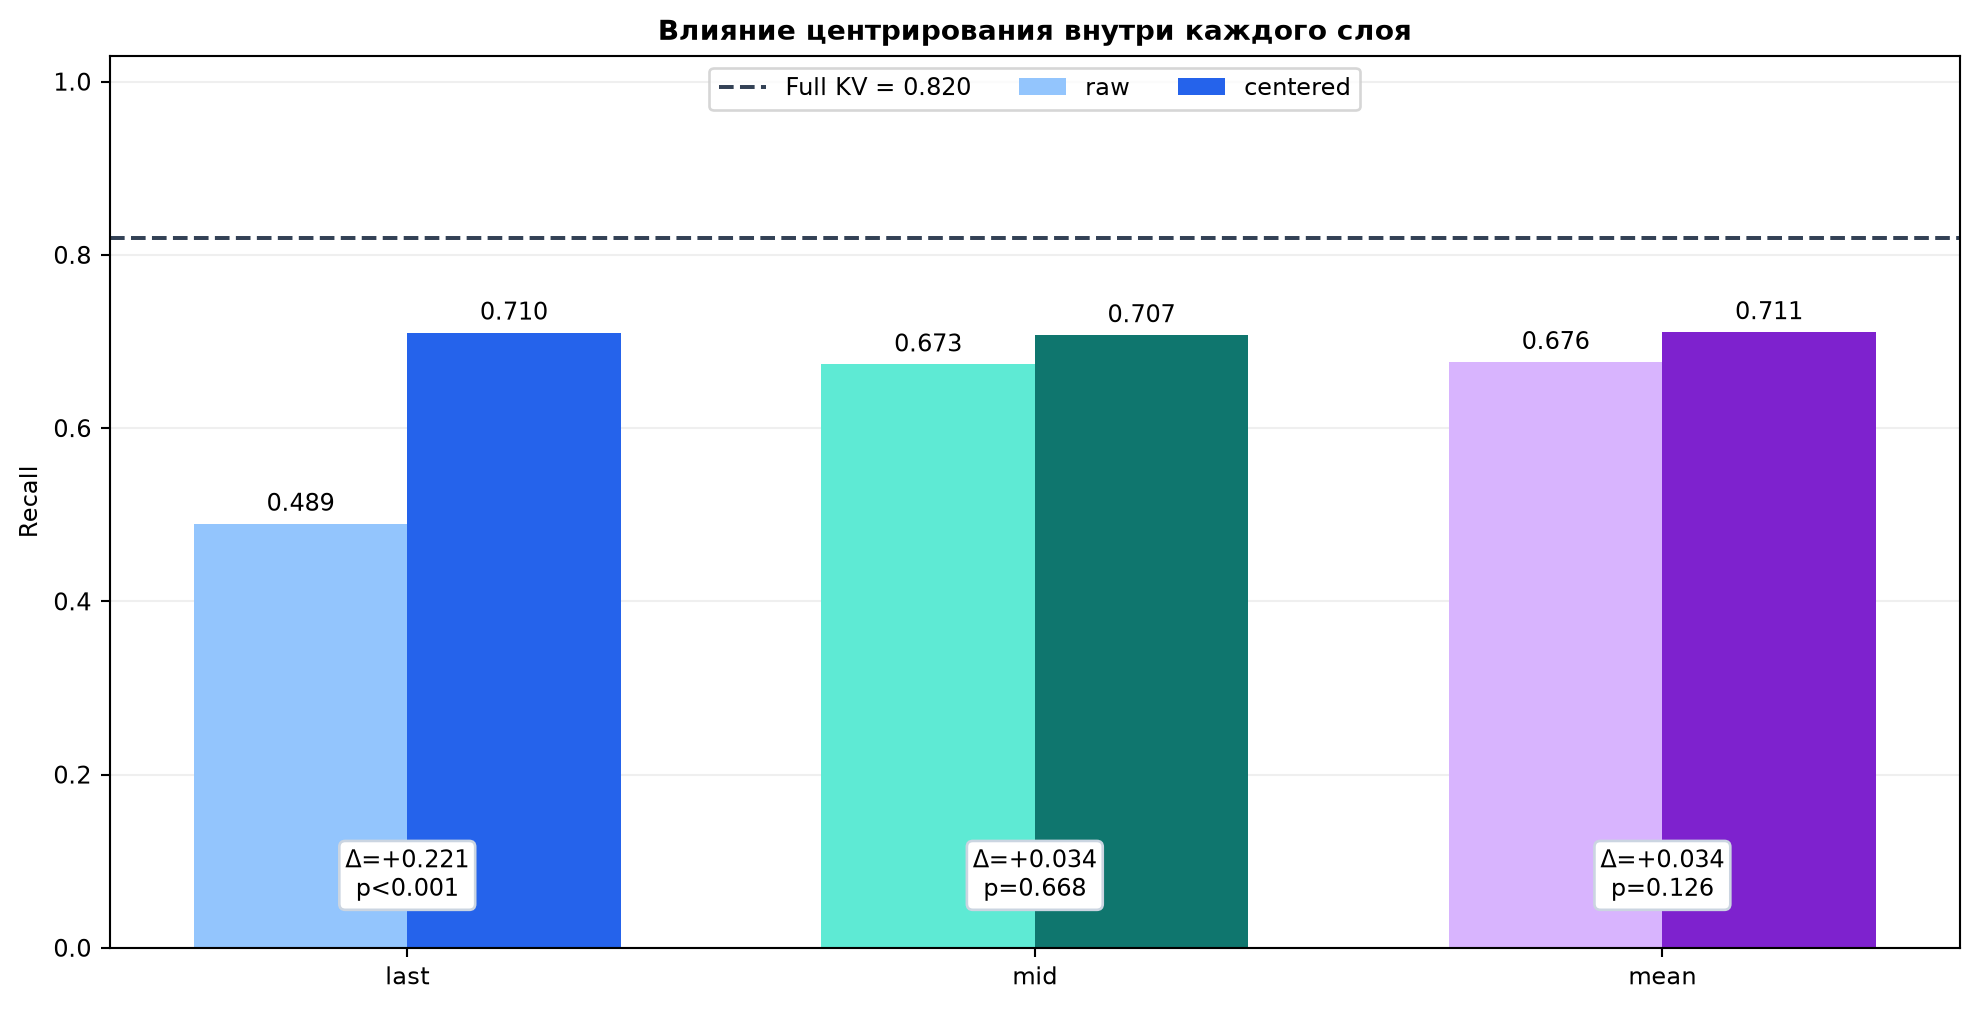 Влияние центрирования внутри каждого слоя
Full KV = 0.820 raw centered
Recall
1.0
0.8
0.6
0.4
0.2
0.0
0.489
0.710
0.673
0.707
0.676
0.711
Δ=+0.221
p<0.001
Δ=+0.034
p=0.668
Δ=+0.034
p=0.126
last
mid
mean